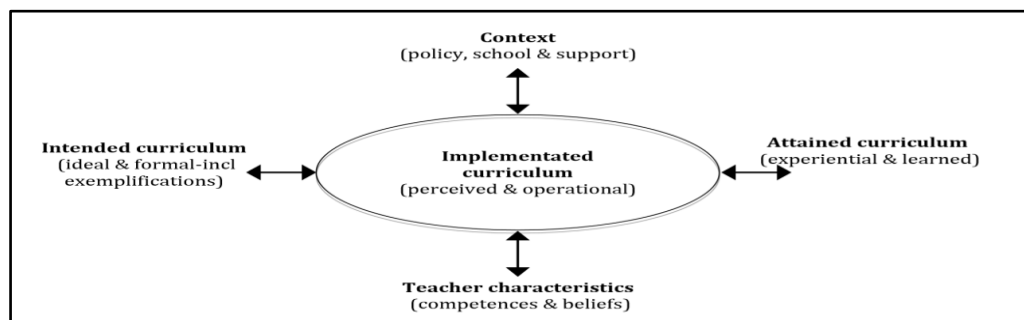 Context
(policy, school & support)
Intended curriculum
(ideal & formal-incl
exemplifications)
Implementated
curriculum
(perceived & operational)
Attained curriculum
(experiential & learned)
Teacher characteristics
(competences & beliefs)